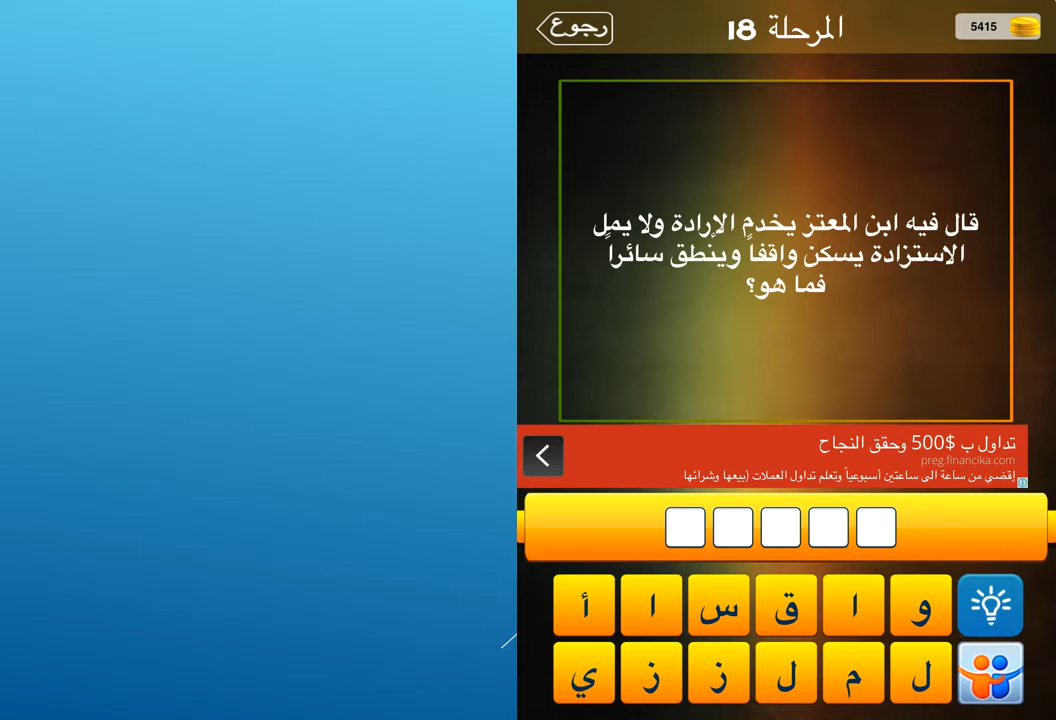 رجوع
المرحلة 18
5415
قال فيه ابن المعتز يخدم الإرادة ولا يمل
الاستزادة يسكن واقفاً وينطق سائراً
فما هو؟
تداول ب $500 وحقق النجاح
preg.financika.com
إقضي من ساعة الى ساعتين أسبوعياً وتعلم تداول العملات (بيعها وشرائها
و ا ق س ا أ
ل م ل ز ز ي